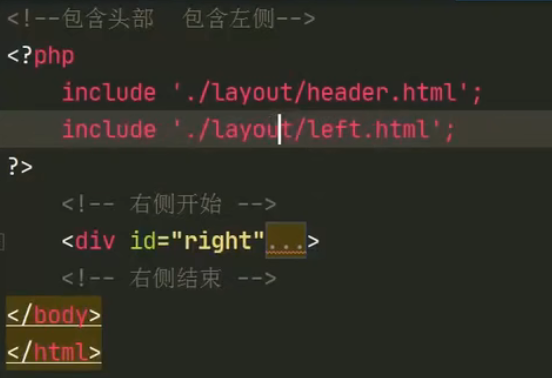 <!--包含头部  包含左侧-->
<?php
    include './layout/header.html';
    include './layout/left.html';
?>
    <!-- 右侧开始 -->
    <div id="right"...>
    <!-- 右侧结束 -->
</body>
</html>